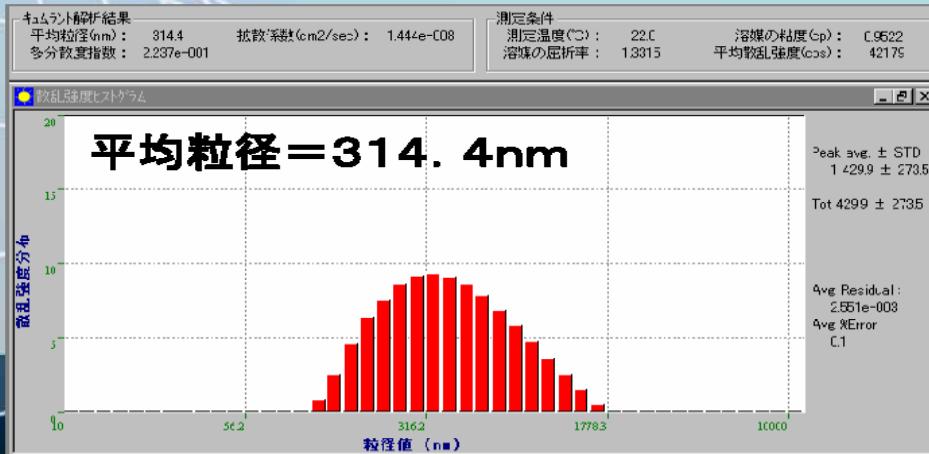 キュムラント解析結果
平均粒径(nm): 314.4 拡散係数(cm2/sec): 1.444e-008
多分散度指数: 2.237e-001
測定条件
測定温度(℃): 22.0 溶媒の粘度(cp): 0.9522
溶媒の屈折率: 1.3315 平均散乱強度(cps): 42179
散乱強度ヒストグラム
平均粒径=314. 4nm
Peak avg. ± STD
1 429.9 ± 273.5
Tot 429.9 ± 273.5
Avg Residual:
2.551e-003
Avg %Error
0.1
散乱強度分布
20
15
10
5
0
10 56.2 316.2 1778.3 10000
粒径値 (nm)